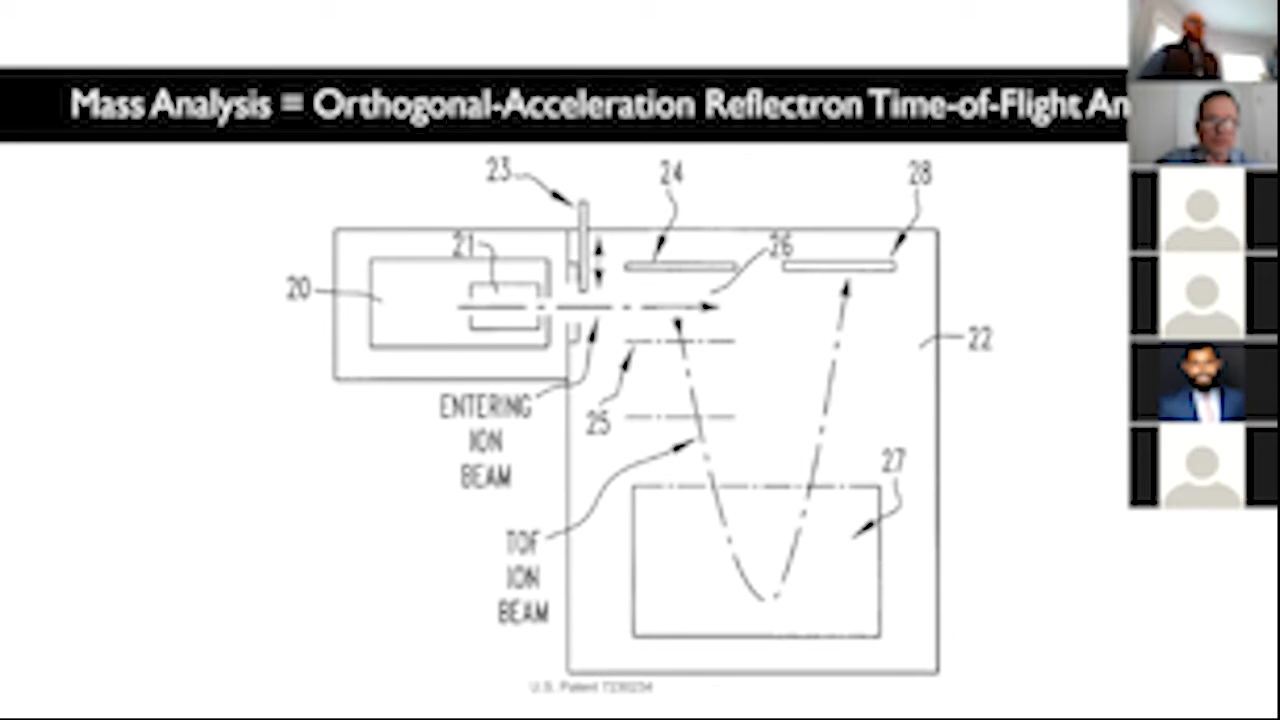 Mass Analysis = Orthogonal-Acceleration Reflectron Time-of-Flight An
23
24
28
21
26
20
22
ENTERING
ION
BEAM
25
27
TOF
ION
BEAM
U.S. Patent